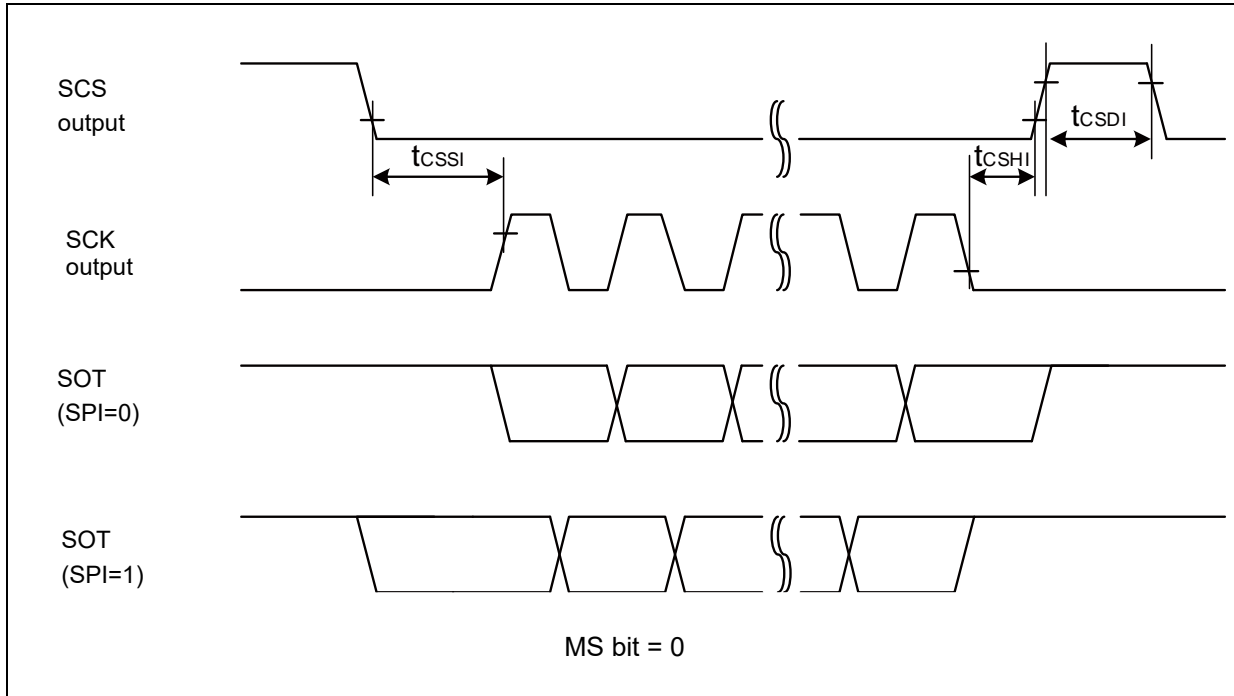 SCS
output
tCSSI
tCSHI
tCSDI
SCK
output
SOT
(SPI=0)
SOT
(SPI=1)
MS bit = 0